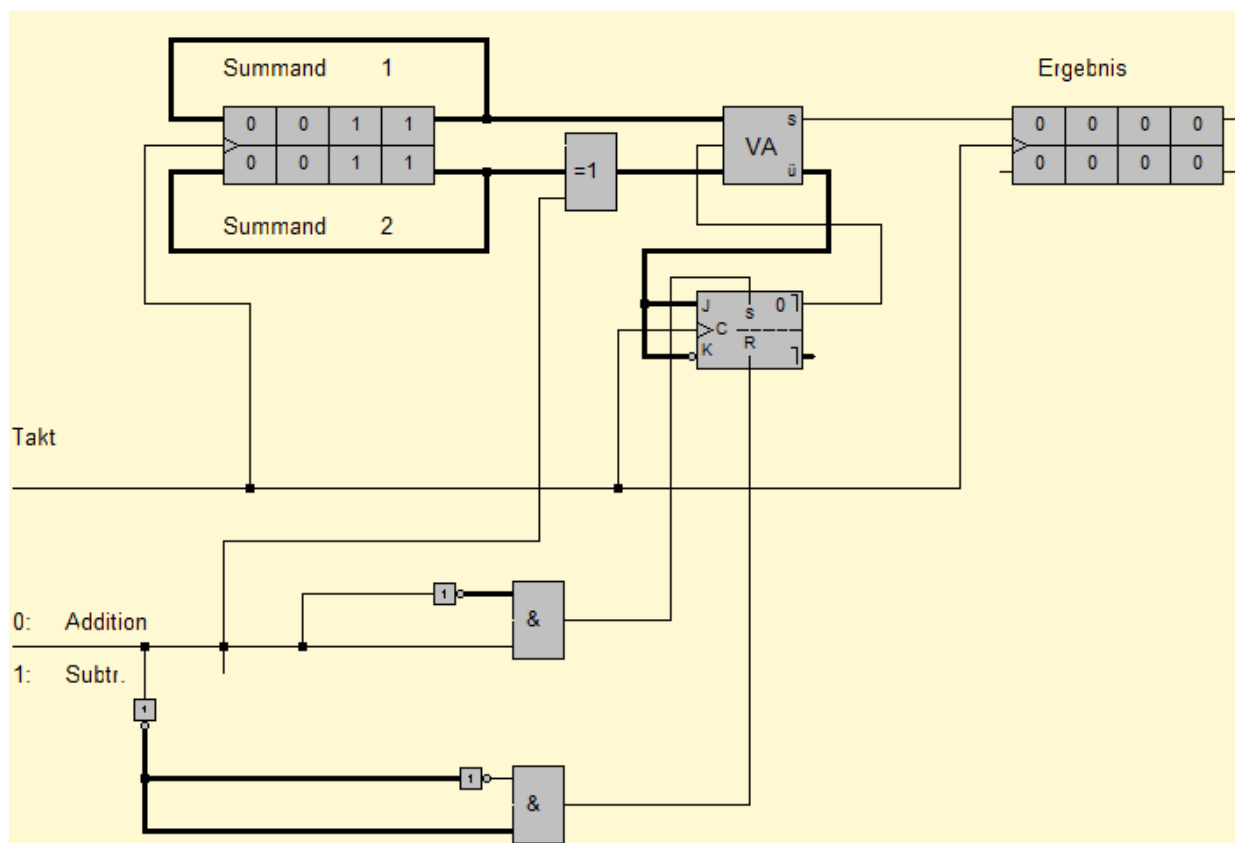 Summand 1
Ergebnis
0 0 1 1
0 0 1 1
=1
VA
s
ü
0 0 0 0
0 0 0 0
Summand 2
J
S
0
C
R
K
Takt
1
&
0: Addition
1: Subtr.
1
1
&